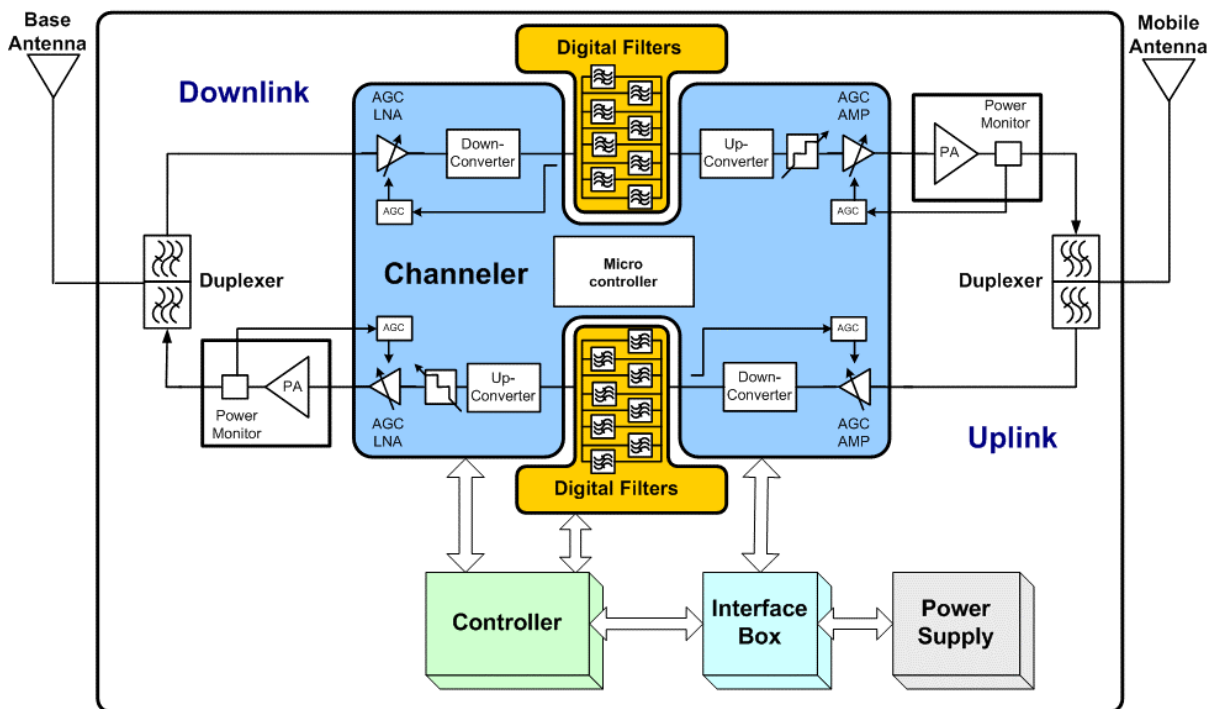 Base
Antenna
Mobile
Antenna
Digital Filters
Downlink
AGC
LNA
AGC
AMP
Power
Monitor
Down-
Converter
Up-
Converter
PA
AGC
AGC
Micro
controller
Channeler
Duplexer
Duplexer
AGC
AGC
PA
Up-
Converter
Down-
Converter
Power
Monitor
AGC
LNA
AGC
AMP
Uplink
Digital Filters
Controller
Interface
Box
Power
Supply